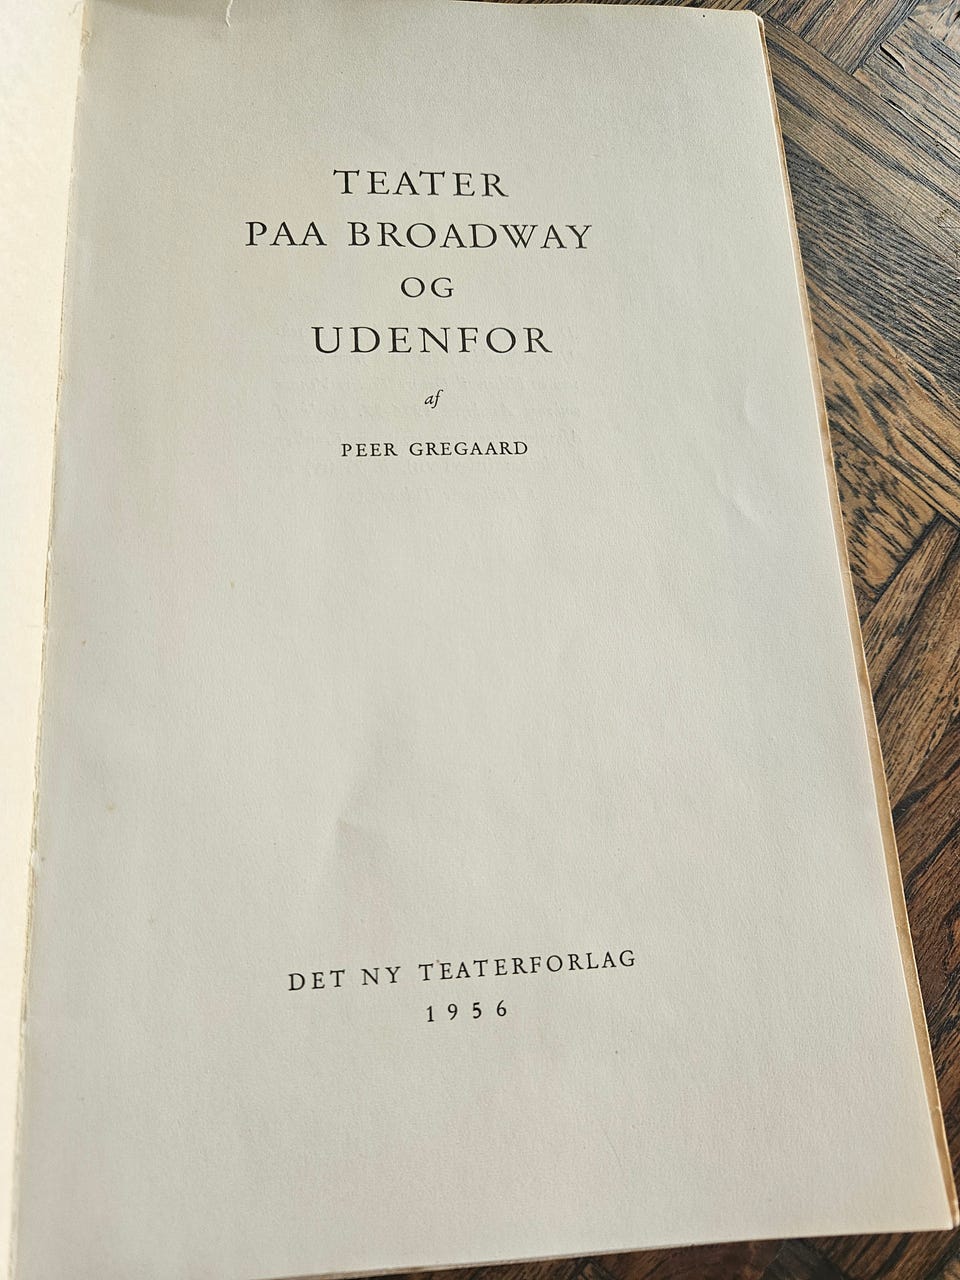 TEATER
PAA BROADWAY
OG
UDENFOR
af
PEER GREGAARD
DET NY TEATERFORLAG
1956